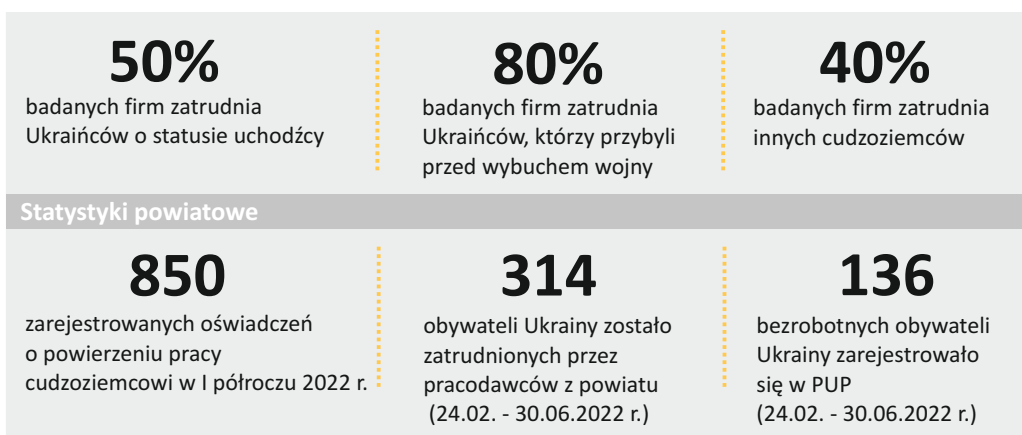 50%
badanych firm zatrudnia
Ukraińców o statusie uchodźcy
80%
badanych firm zatrudnia
Ukraińców, którzy przybyli
przed wybuchem wojny
40%
badanych firm zatrudnia
innych cudzoziemców
Statystyki powiatowe
850
zarejestrowanych oświadczeń
o powierzeniu pracy
cudzoziemcowi w I półroczu 2022 r.
314
obywateli Ukrainy zostało
zatrudnionych przez
pracodawców z powiatu
(24.02. - 30.06.2022 r.)
136
bezrobotnych obywateli
Ukrainy zarejestrowało
się w PUP
(24.02. - 30.06.2022 r.)